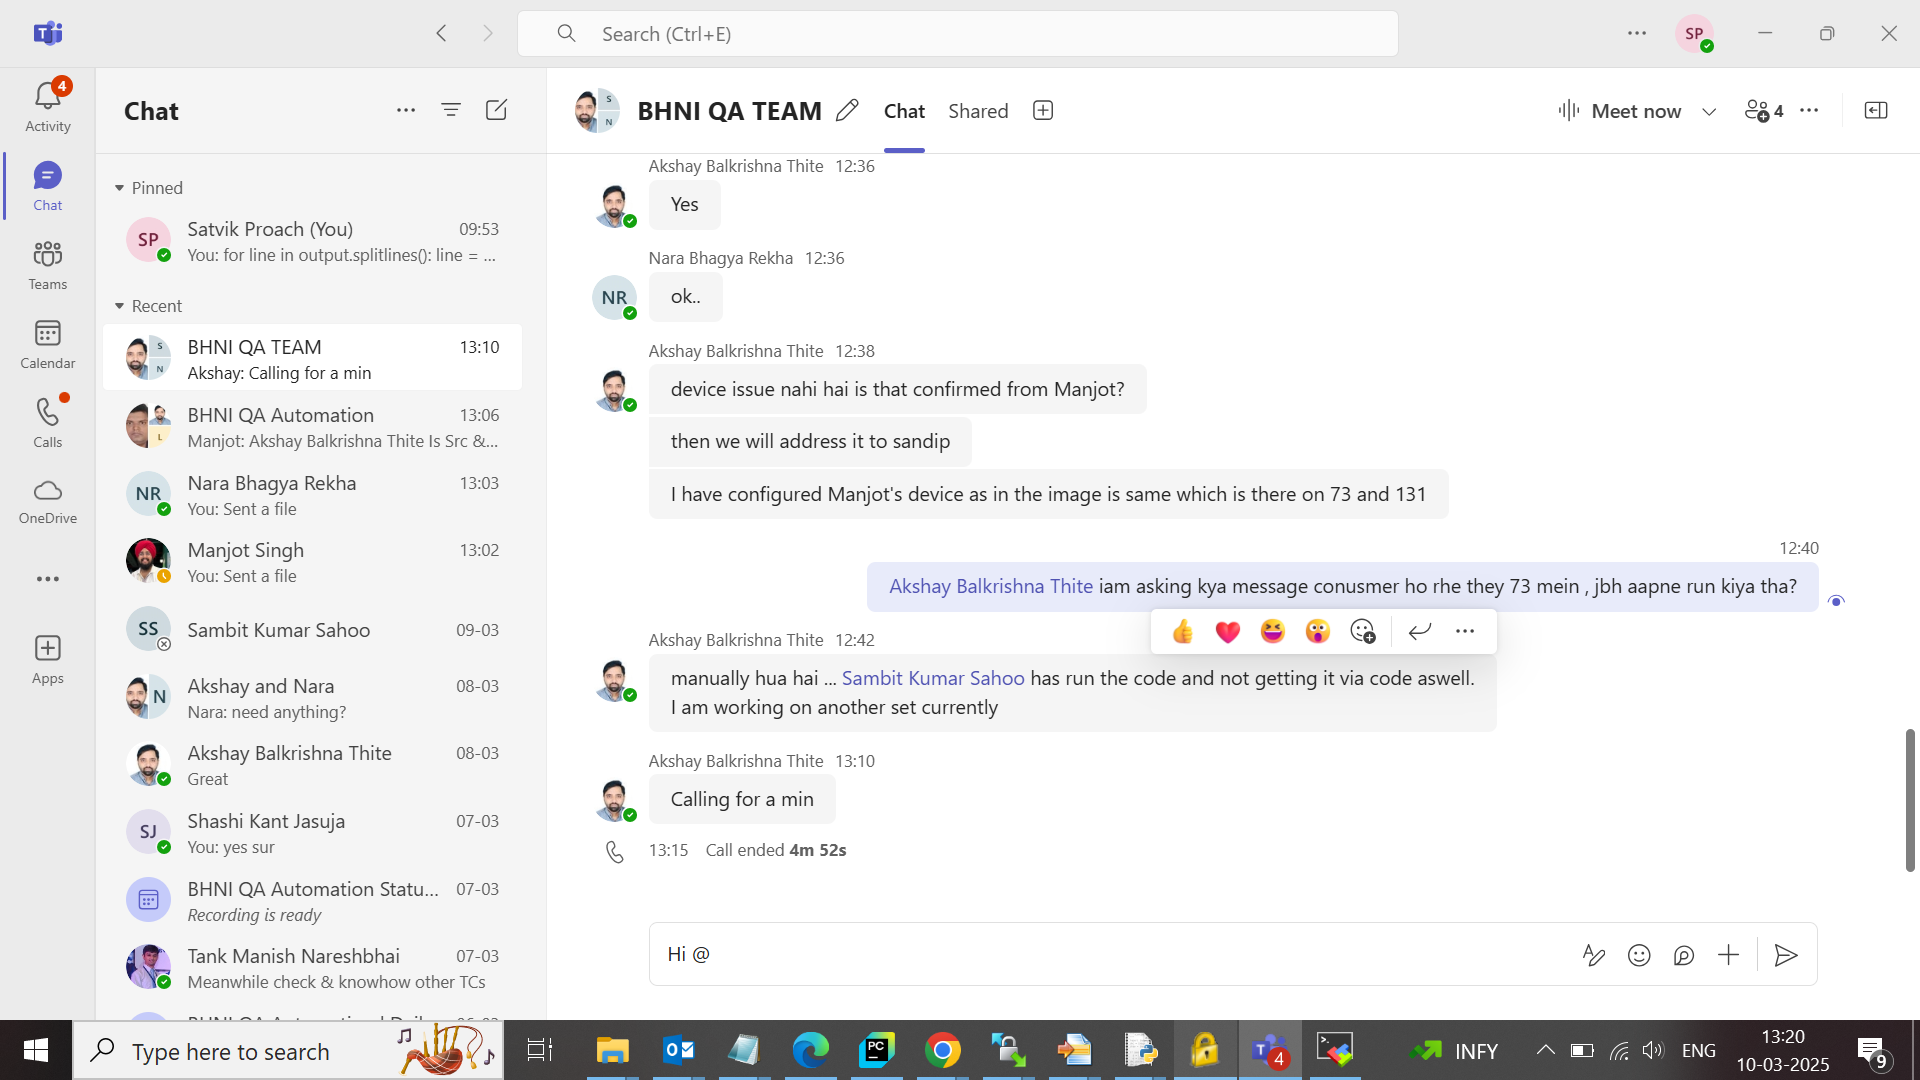 Search (Ctrl+E)
SP
4
Activity
Chat
Teams
Calendar
Calls
OneDrive
Apps
Chat
Pinned
SP
Satvik Proach (You) 09:53
You: for line in output.splitlines(): line = ...
Recent
S
N
BHNI QA TEAM 13:10
Akshay: Calling for a min
L
BHNI QA Automation 13:06
Manjot: Akshay Balkrishna Thite Is Src &...
NR
Nara Bhagya Rekha 13:03
You: Sent a file
Manjot Singh 13:02
You: Sent a file
SS
Sambit Kumar Sahoo 09-03
N
Akshay and Nara 08-03
Nara: need anything?
Akshay Balkrishna Thite 08-03
Great
SJ
Shashi Kant Jasuja 07-03
You: yes sur
BHNI QA Automation Statu... 07-03
Recording is ready
Tank Manish Nareshbhai 07-03
Meanwhile check & knowhow other TCs
S
N
BHNI QA TEAM
Chat
Shared
Meet now
4
Akshay Balkrishna Thite 12:36
Yes
Nara Bhagya Rekha 12:36
NR
ok..
Akshay Balkrishna Thite 12:38
device issue nahi hai is that confirmed from Manjot?
then we will address it to sandip
I have configured Manjot's device as in the image is same which is there on 73 and 131
12:40
Akshay Balkrishna Thite iam asking kya message conusmer ho rhe they 73 mein , jbh aapne run kiya tha?
Akshay Balkrishna Thite 12:42
manually hua hai ... Sambit Kumar Sahoo has run the code and not getting it via code aswell.
I am working on another set currently
Akshay Balkrishna Thite 13:10
Calling for a min
13:15 Call ended 4m 52s
Hi @
Type here to search
PC
4
INFY
ENG
13:20
10-03-2025
9